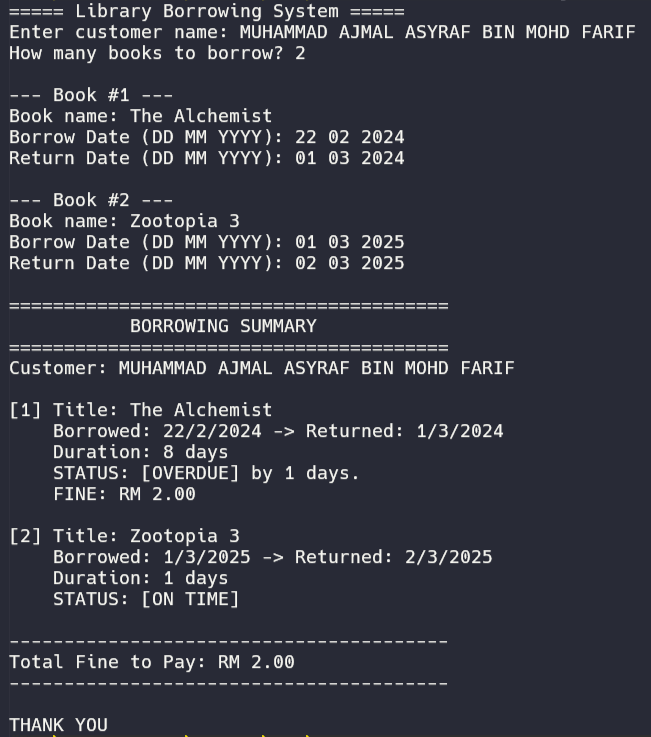 ===== Library Borrowing System =====
Enter customer name: MUHAMMAD AJMAL ASYRAF BIN MOHD FARIF
How many books to borrow? 2

--- Book #1 ---
Book name: The Alchemist
Borrow Date (DD MM YYYY): 22 02 2024
Return Date (DD MM YYYY): 01 03 2024

--- Book #2 ---
Book name: Zootopia 3
Borrow Date (DD MM YYYY): 01 03 2025
Return Date (DD MM YYYY): 02 03 2025

========================================
           BORROWING SUMMARY
========================================
Customer: MUHAMMAD AJMAL ASYRAF BIN MOHD FARIF

[1] Title: The Alchemist
    Borrowed: 22/2/2024 -> Returned: 1/3/2024
    Duration: 8 days
    STATUS: [OVERDUE] by 1 days.
    FINE: RM 2.00

[2] Title: Zootopia 3
    Borrowed: 1/3/2025 -> Returned: 2/3/2025
    Duration: 1 days
    STATUS: [ON TIME]

----------------------------------------
Total Fine to Pay: RM 2.00
----------------------------------------

THANK YOU